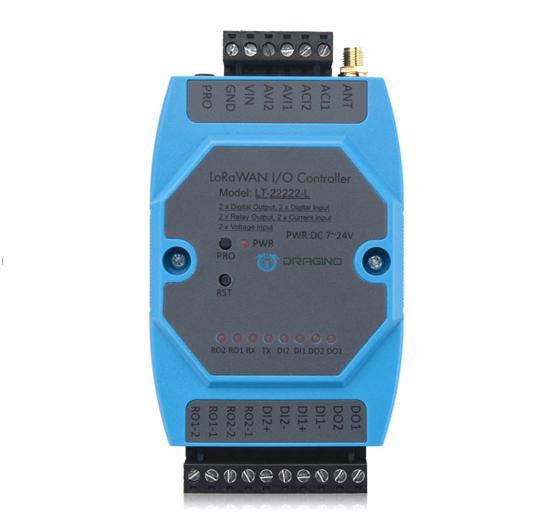 PRO GND VIN AVI2 AVI1 ACI2 ACI1 ANT
LoRaWAN I/O Controller
Model: LT-22222-L
2 x Digital Output, 2 x Digital Input
2 x Relay Output, 2 x Current Input
2 x Voltage Input
PWR:DC 7~24V
PRO PWR
DRAGINO
RST
RO2 RO1 RX TX DI2 DI1 DO2 DO1
RO1-2 RO1-1 RO2-2 RO2-1 DI2+ DI2- DI1+ DI1- DO2 DO1